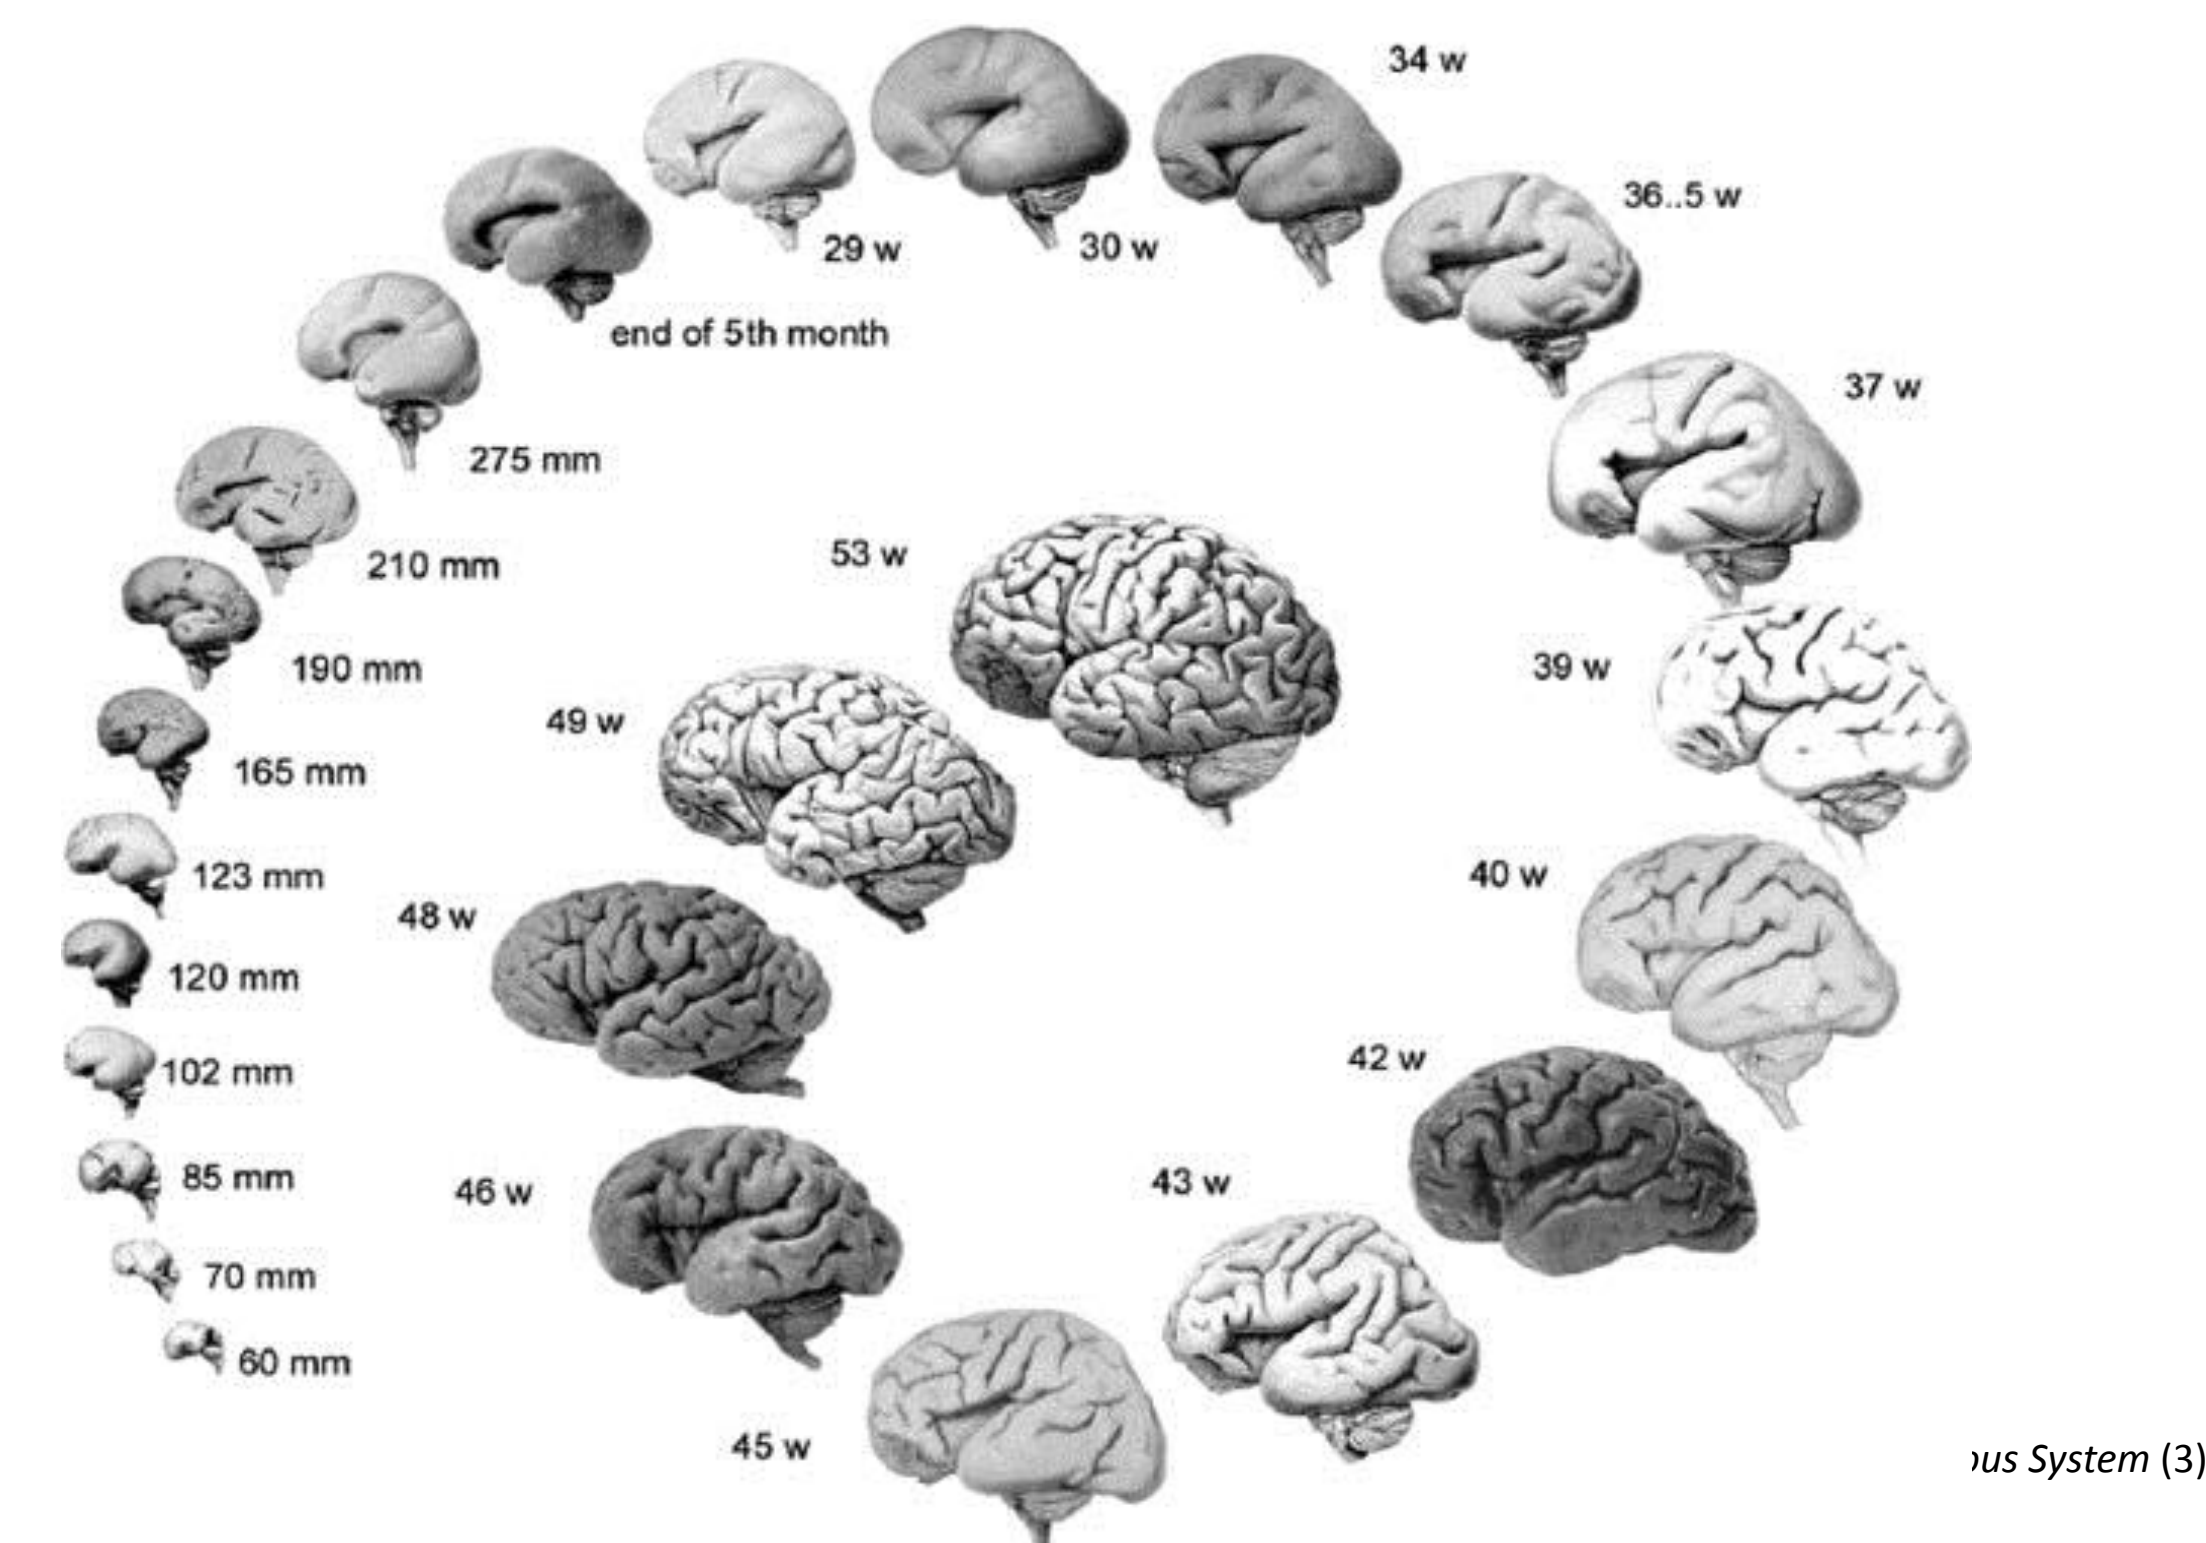 34 w
36..5 w
29 w
30 w
end of 5th month
37 w
275 mm
53 w
210 mm
39 w
190 mm
49 w
165 mm
40 w
123 mm
48 w
120 mm
42 w
102 mm
85 mm
43 w
46 w
70 mm
60 mm
45 w
System (3)